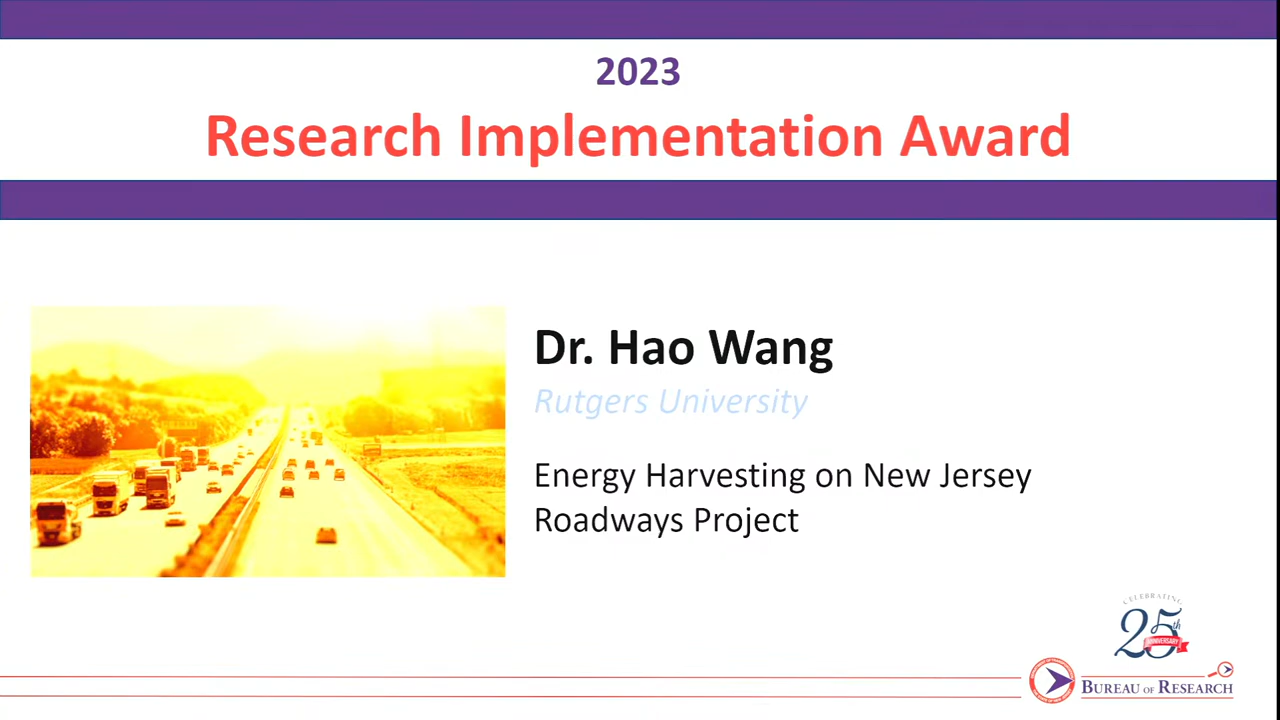 2023
Research Implementation Award
Dr. Hao Wang
Rutgers University
Energy Harvesting on New Jersey
Roadways Project
CELEBRATING
25th
ANNIVERSARY
BUREAU OF RESEARCH